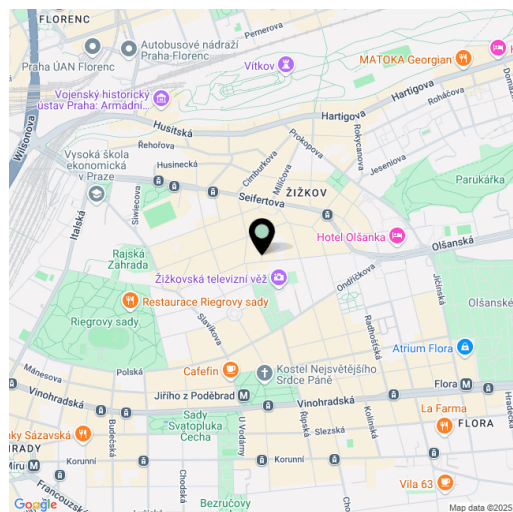 FLORENC
Pernerova
Autobusové nádraží
Praha-Florenc
Praha ÚAN Florenc
Vítkov
MATOKA Georgian
Vojenský historický
ústav Praha: Armádní...
Hartigova
Hartigova
Roháčova
Domaž
Wilsonova
Husitská
Řehořova
Prokopova
Rokycanova
Vysoká škola
ekonomická
v Praze
Husinecká
Cimburkova
Milíčova
Jeseniova
Parukářka
Seifertova
ŽIŽKOV
Siwiecova
Italská
Hotel Olšanka
Olšanská
Rajská
Zahrada
Žižkovská televizní věž
Ondříčkova
Jičínská
Olšanské
Restaurace Riegrovy sady
Riegrovy sady
Slavíkova
Radhošťská
Atrium Flora
Mánesova
Polská
Cafefin
Kostel Nejsvětějšího
Srdce Páně
Flora
Vinohradská
Jiřího z Poděbrad
Vinohradská
Hradecká
Sady
Svatopluka
Čecha
La Farma
nky Sázavská
Budečská
U Vodárny
Řipská
Slezská
Kolínská
FLORA
HRADY
Míru
Korunní
Korunní
Chodská
Francouzská
Bezručovy
Vila 63
Google
Map data ©2025